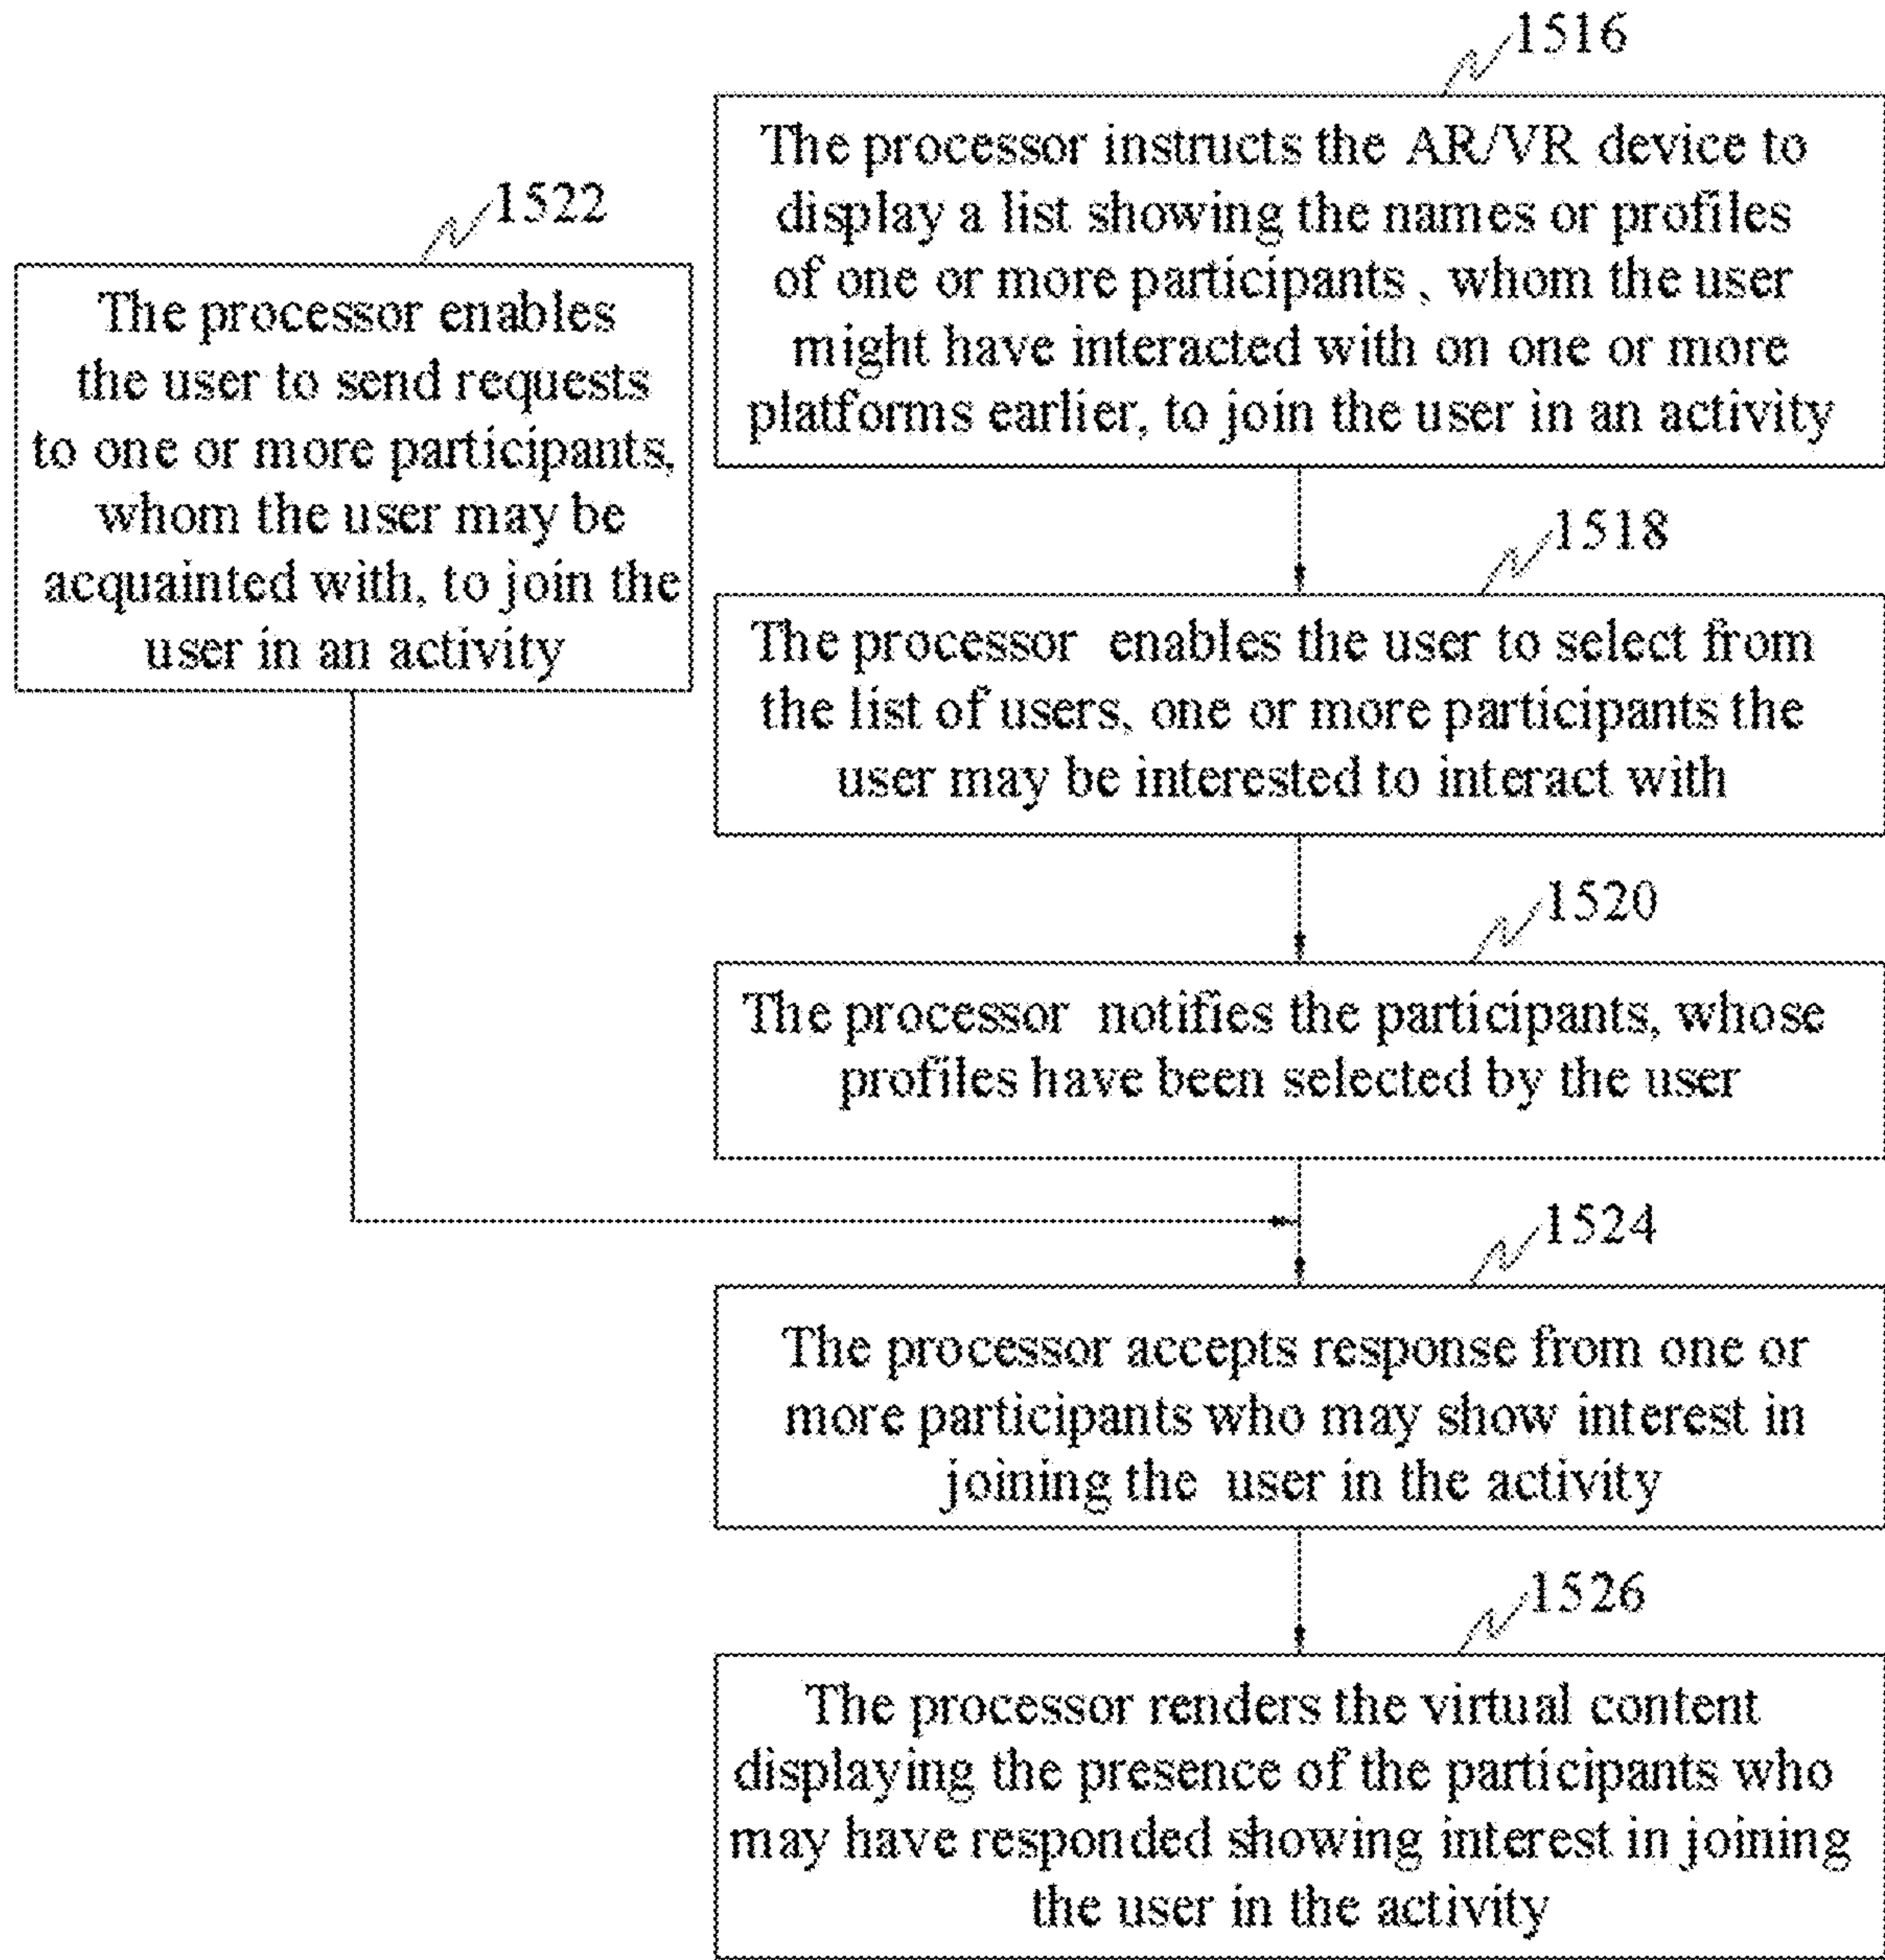 1516
The processor instructs the AR/VR device to
display a list showing the names or profiles
of one or more participants , whom the user
might have interacted with on one or more
platforms earlier, to join the user in an activity
1522
The processor enables
the user to send requests
to one or more participants,
whom the user may be
acquainted with, to join the
user in an activity
1518
The processor enables the user to select from
the list of users, one or more participants the
user may be interested to interact with
1520
The processor notifies the participants, whose
profiles have been selected by the user
1524
The processor accepts response from one or
more participants who may show interest in
joining the user in the activity
1526
The processor renders the virtual content
displaying the presence of the participants who
may have responded showing interest in joining
the user in the activity